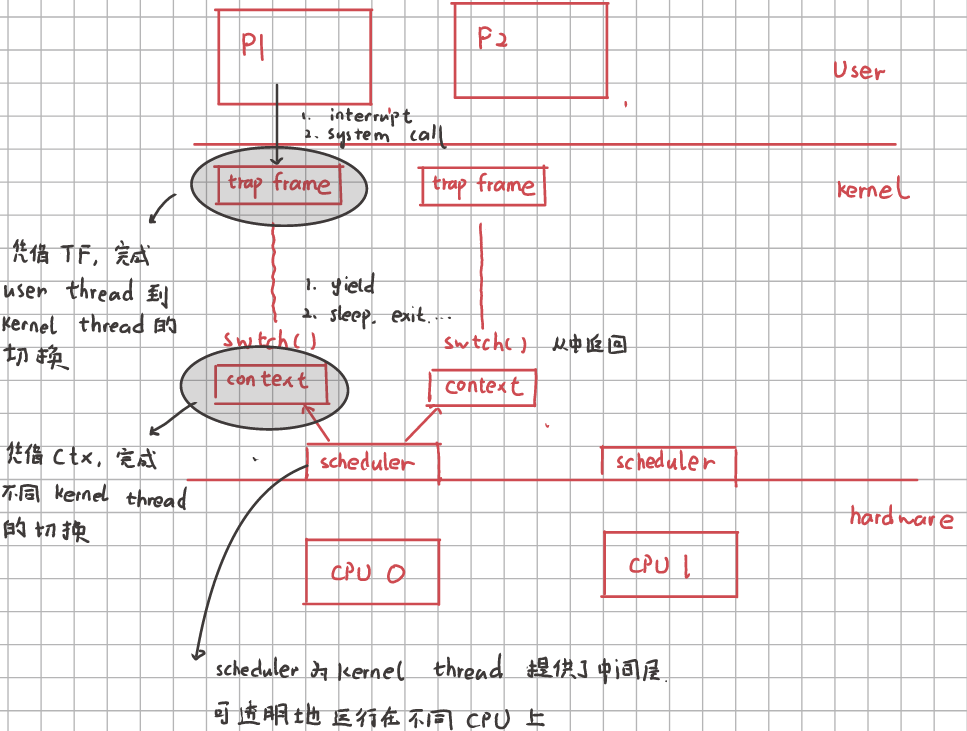 P1
P2
User
1. interrupt
2. system call
trap frame
trap frame
kernel
凭借 TF, 完成
user thread 到
kernel thread 的
切换
1. yield
2. sleep, exit....
swtch()
swtch()
从中返回
context
context
凭借 Ctx, 完成
不同 kernel thread
的切换
scheduler
scheduler
hardware
CPU 0
CPU 1
scheduler 为 kernel thread 提供了中间层.
可透明地运行在不同 CPU 上